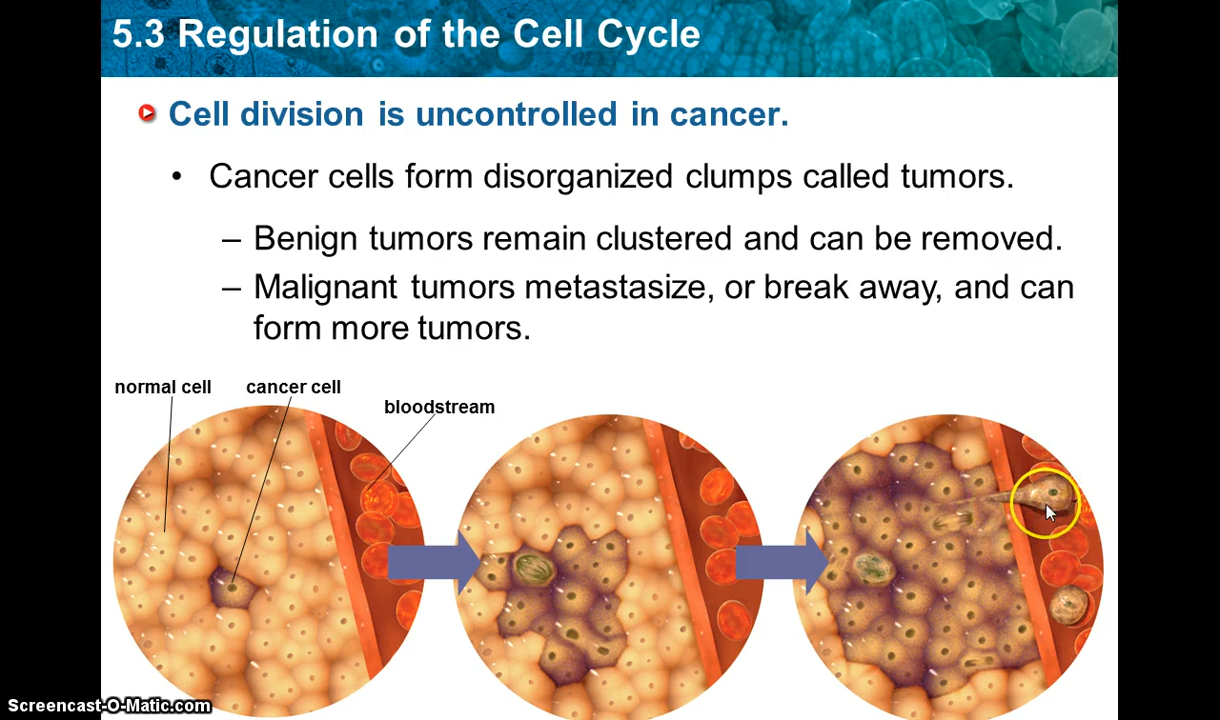 5.3 Regulation of the Cell Cycle
Cell division is uncontrolled in cancer.
• Cancer cells form disorganized clumps called tumors.
– Benign tumors remain clustered and can be removed.
– Malignant tumors metastasize, or break away, and can
form more tumors.
normal cell
cancer cell
bloodstream
Screencast-O-Matic.com